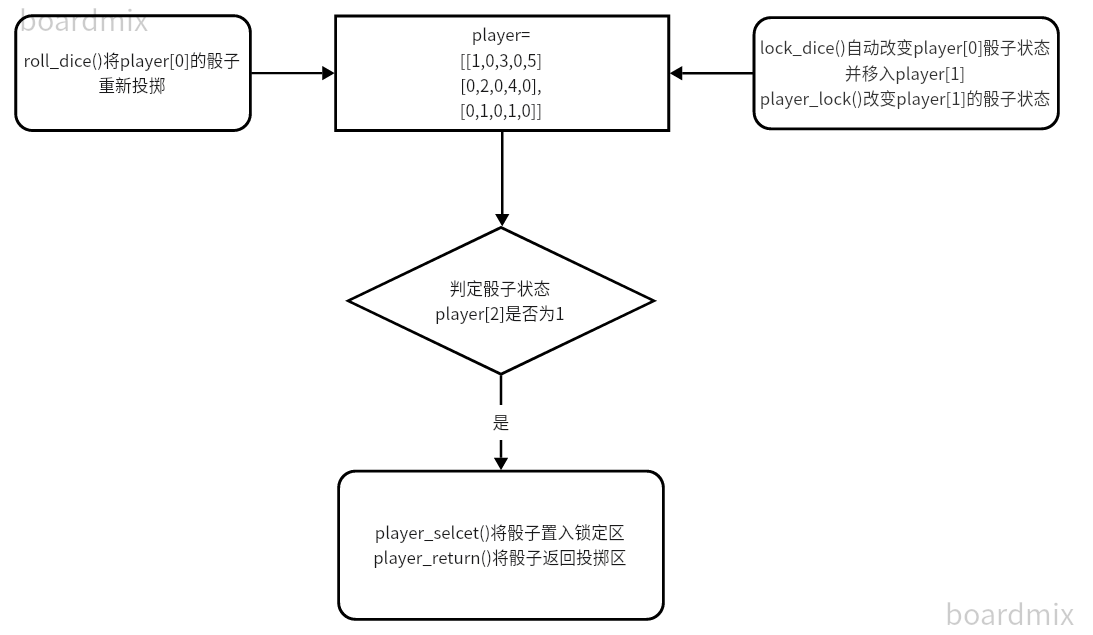 boardmix
roll_dice()将player[0]的骰子
重新投掷
player=
[[1,0,3,0,5]
[0,2,0,4,0],
[0,1,0,1,0]]
lock_dice()自动改变player[0]骰子状态
并移入player[1]
player_lock()改变player[1]的骰子状态
判定骰子状态
player[2]是否为1
是
player_selcet()将骰子置入锁定区
player_return()将骰子返回投掷区
boardmix